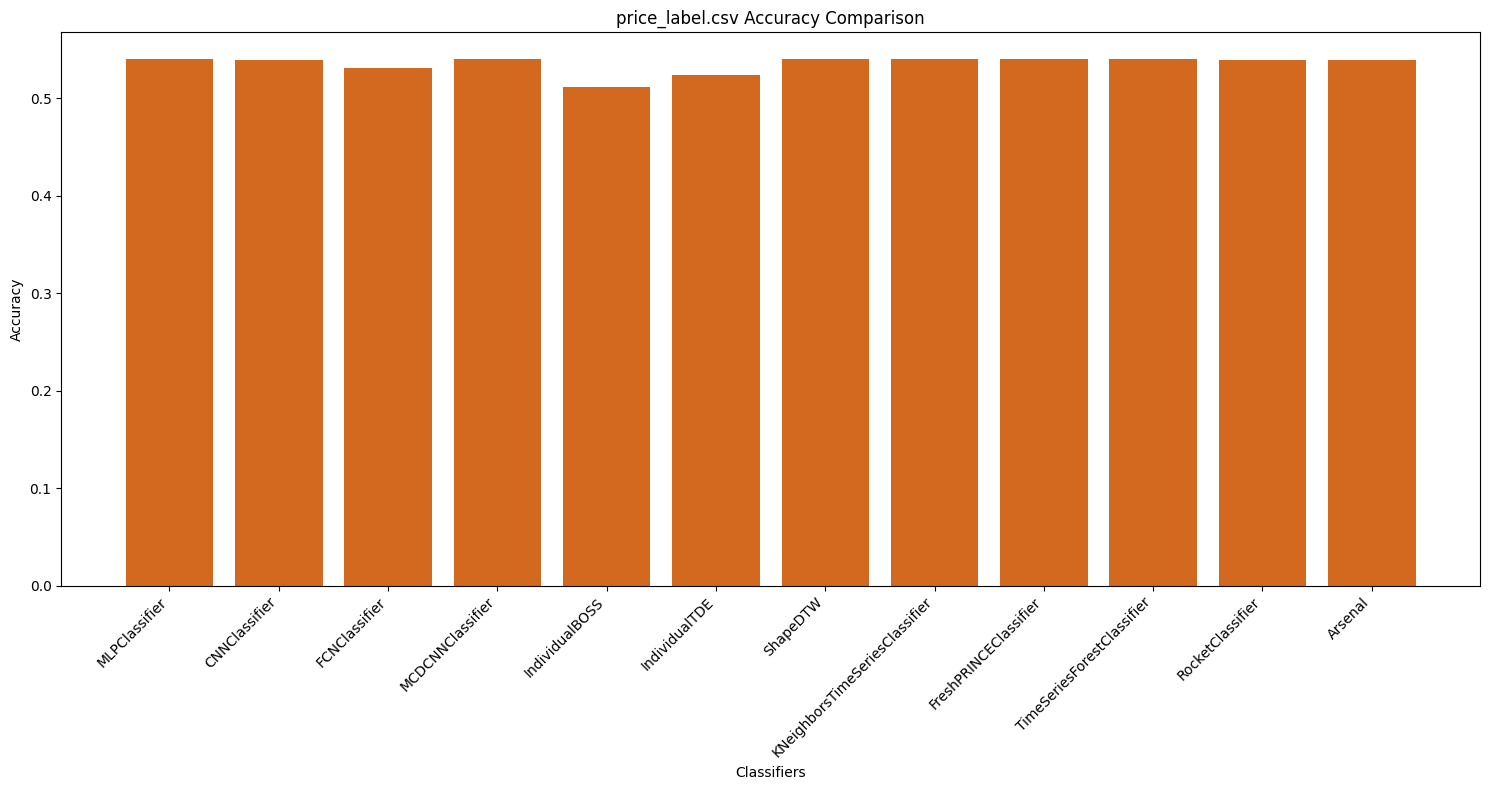 price_label.csv Accuracy Comparison
Accuracy
0.5
0.4
0.3
0.2
0.1
0.0
MLPClassifier
CNNClassifier
FCNClassifier
MCDCNNClassifier
IndividualBOSS
IndividualTDE
ShapeDTW
KNeighborsTimeSeriesClassifier
FreshPRINCEClassifier
TimeSeriesForestClassifier
RocketClassifier
Arsenal
Classifiers